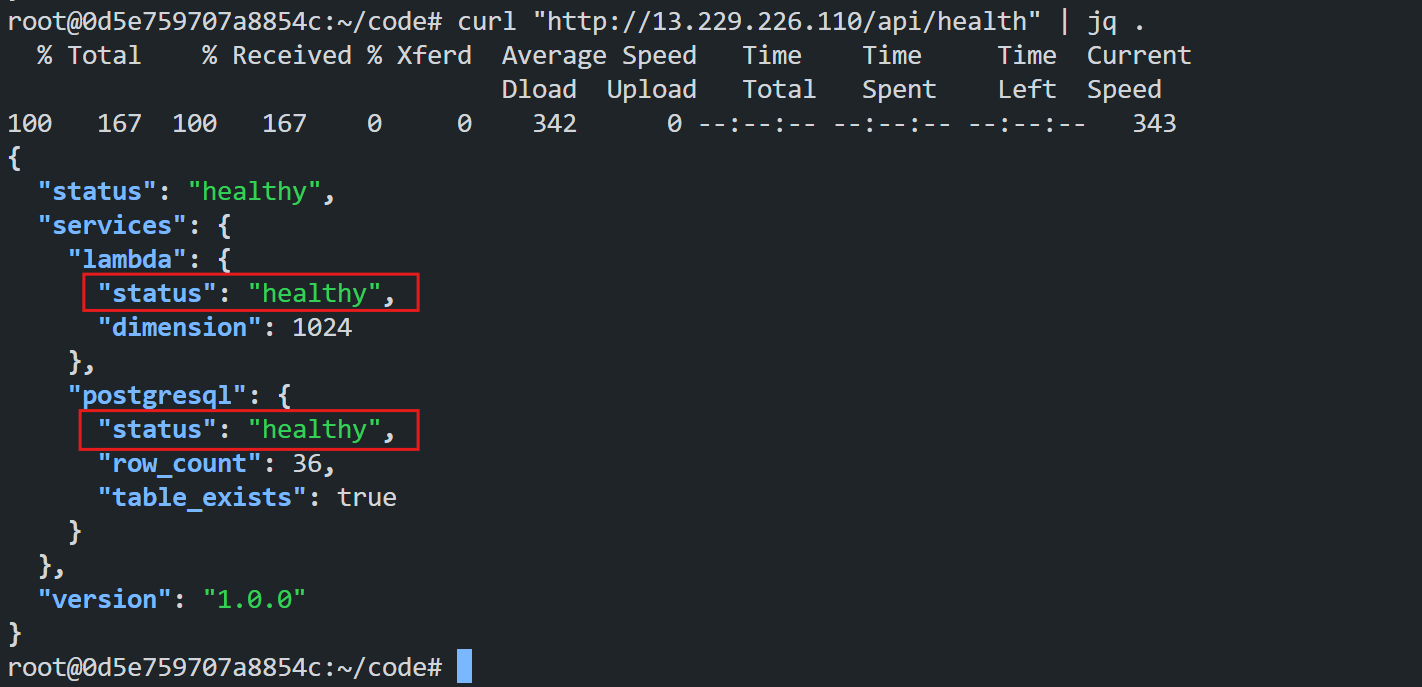 root@0d5e759707a8854c:~/code# curl "http://13.229.226.110/api/health" | jq .
  % Total    % Received % Xferd  Average Speed   Time    Time     Time  Current
                                 Dload  Upload   Total   Spent    Left  Speed
100   167  100   167    0     0    342      0 --:--:-- --:--:-- --:--:--   343
{
  "status": "healthy",
  "services": {
    "lambda": {
      "status": "healthy",
      "dimension": 1024
    },
    "postgresql": {
      "status": "healthy",
      "row_count": 36,
      "table_exists": true
    }
  },
  "version": "1.0.0"
}
root@0d5e759707a8854c:~/code#